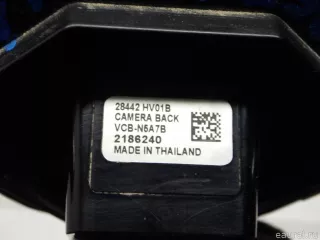 28442 HV01B
CAMERA BACK
VCB-N5A7B
2186240
MADE IN THAILAND